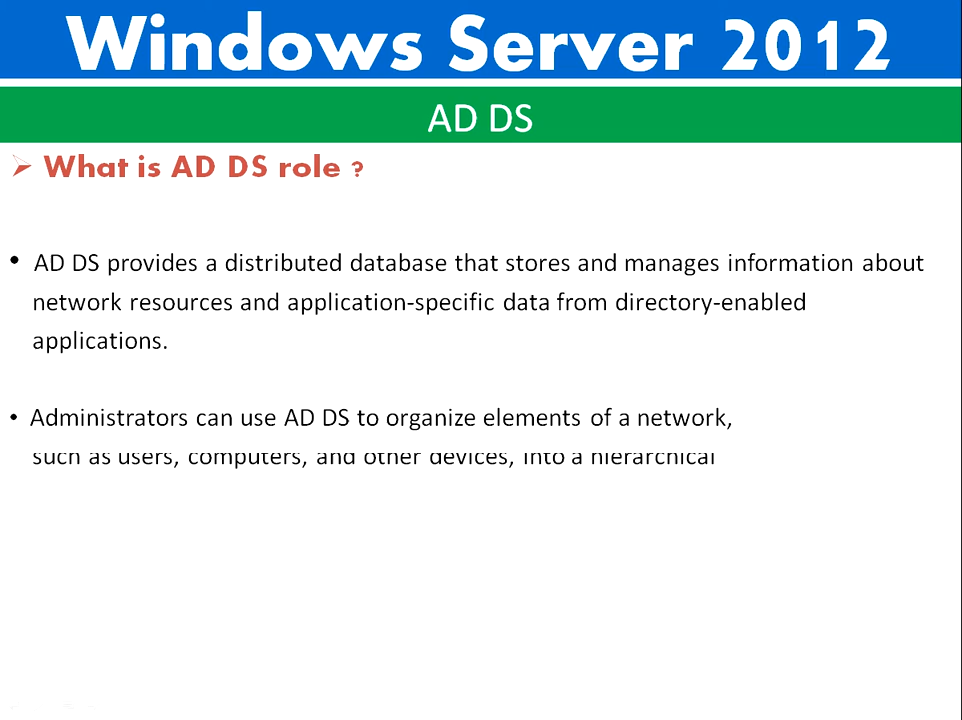 Windows Server 2012
AD DS
What is AD DS role ?
• AD DS provides a distributed database that stores and manages information about
network resources and application-specific data from directory-enabled
applications.
• Administrators can use AD DS to organize elements of a network,
such as users, computers, and other devices, into a hierarchical